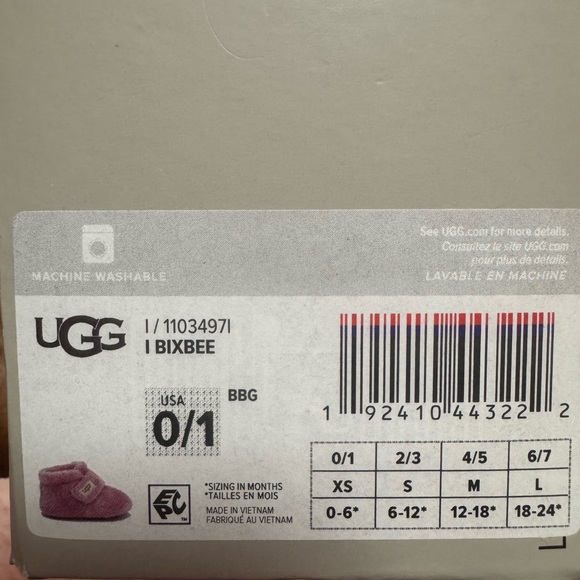 See UGG.com for more details.
Consultez le site UGG.com
pour plus de détails.
MACHINE WASHABLE
LAVABLE EN MACHINE
UGG
I / 1103497I
I BIXBEE
USA
0/1
BBG
*SIZING IN MONTHS
*TAILLES EN MOIS
EPC™
MADE IN VIETNAM
FABRIQUÉ AU VIETNAM
1 92410 44322 2
0/1 2/3 4/5 6/7
XS S M L
0-6* 6-12* 12-18* 18-24*